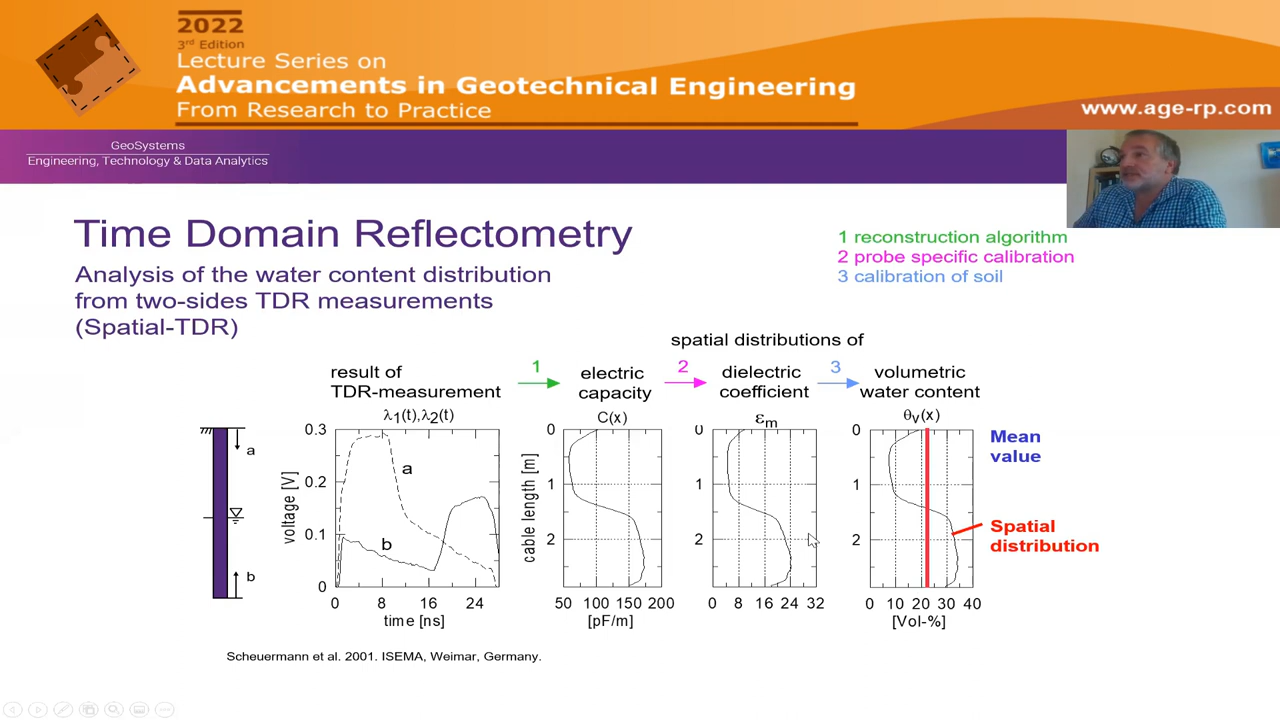 2022
3rd Edition
Lecture Series on
Advancements in Geotechnical Engineering
From Research to Practice
www.age-rp.com
GeoSystems
Engineering, Technology & Data Analytics
Time Domain Reflectometry
Analysis of the water content distribution
from two-sides TDR measurements
(Spatial-TDR)
1 reconstruction algorithm
2 probe specific calibration
3 calibration of soil
spatial distributions of
result of
TDR-measurement
λ1(t),λ2(t)
1
electric
capacity
C(x)
2
dielectric
coefficient
εm
3
volumetric
water content
θv(x)
a
b
voltage [V]
0.3
0.2
0.1
0
a
b
0 8 16 24
time [ns]
cable length [m]
0
1
2
50 100 150 200
[pF/m]
0
1
2
0 8 16 24 32
0
1
2
0 10 20 30 40
[Vol-%]
Mean
value
Spatial
distribution
Scheuermann et al. 2001. ISEMA, Weimar, Germany.